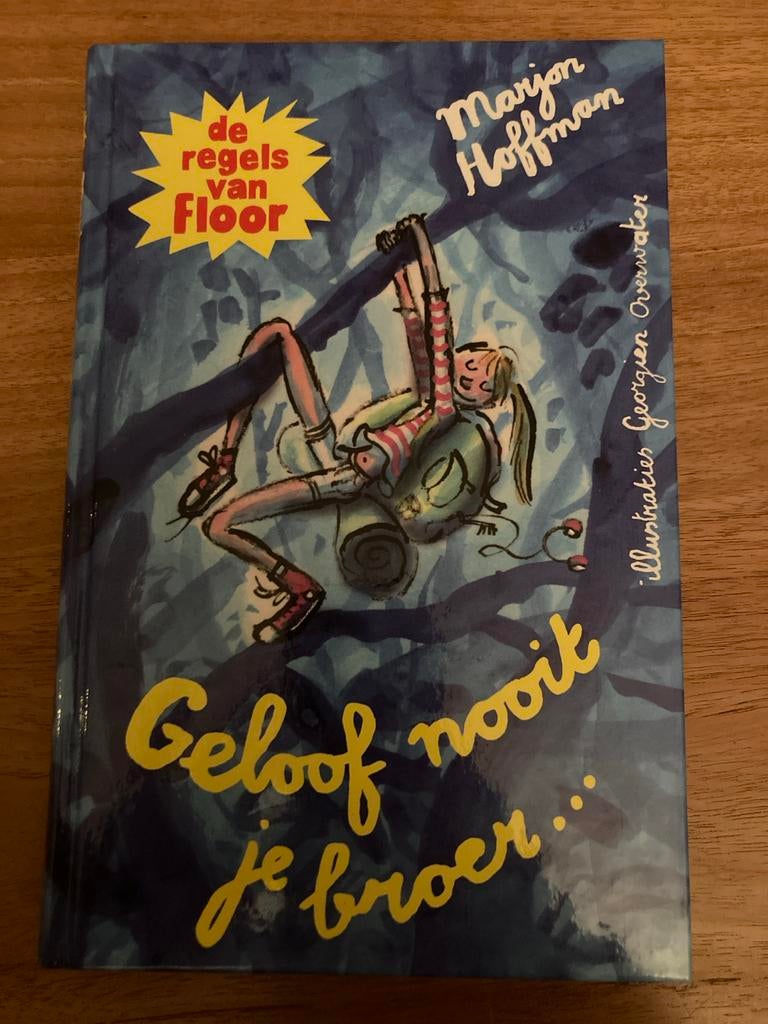 de
regels
van
Floor
Marjon
Hoffman
illustraties Georgien Overwater
Geloof nooit
je broer...